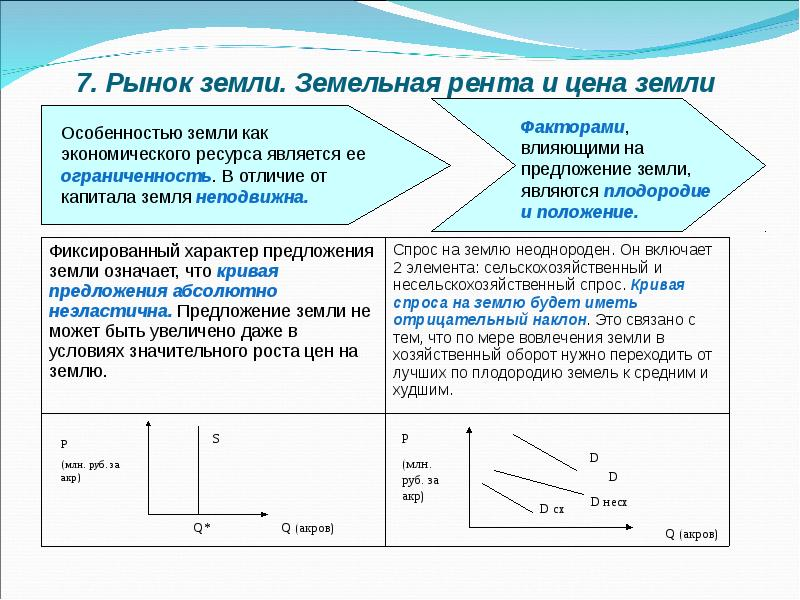 7. Рынок земли. Земельная рента и цена земли
Особенностью земли как
экономического ресурса является ее
ограниченность. В отличие от
капитала земля неподвижна.
Факторами,
влияющими на
предложение земли,
являются плодородие
и положение.
Фиксированный характер предложения
земли означает, что кривая
предложения абсолютно
неэластична. Предложение земли не
может быть увеличено даже в
условиях значительного роста цен на
землю.
Спрос на землю неоднороден. Он включает
2 элемента: сельскохозяйственный и
несельскохозяйственный спрос. Кривая
спроса на землю будет иметь
отрицательный наклон. Это связано с
тем, что по мере вовлечения земли в
хозяйственный оборот нужно переходить от
лучших по плодородию земель к средним и
худшим.
P
(млн. руб. за
акр)
S
Q*
Q (акров)
P
(млн.
руб. за
акр)
D
D
D несх
D сх
Q (акров)